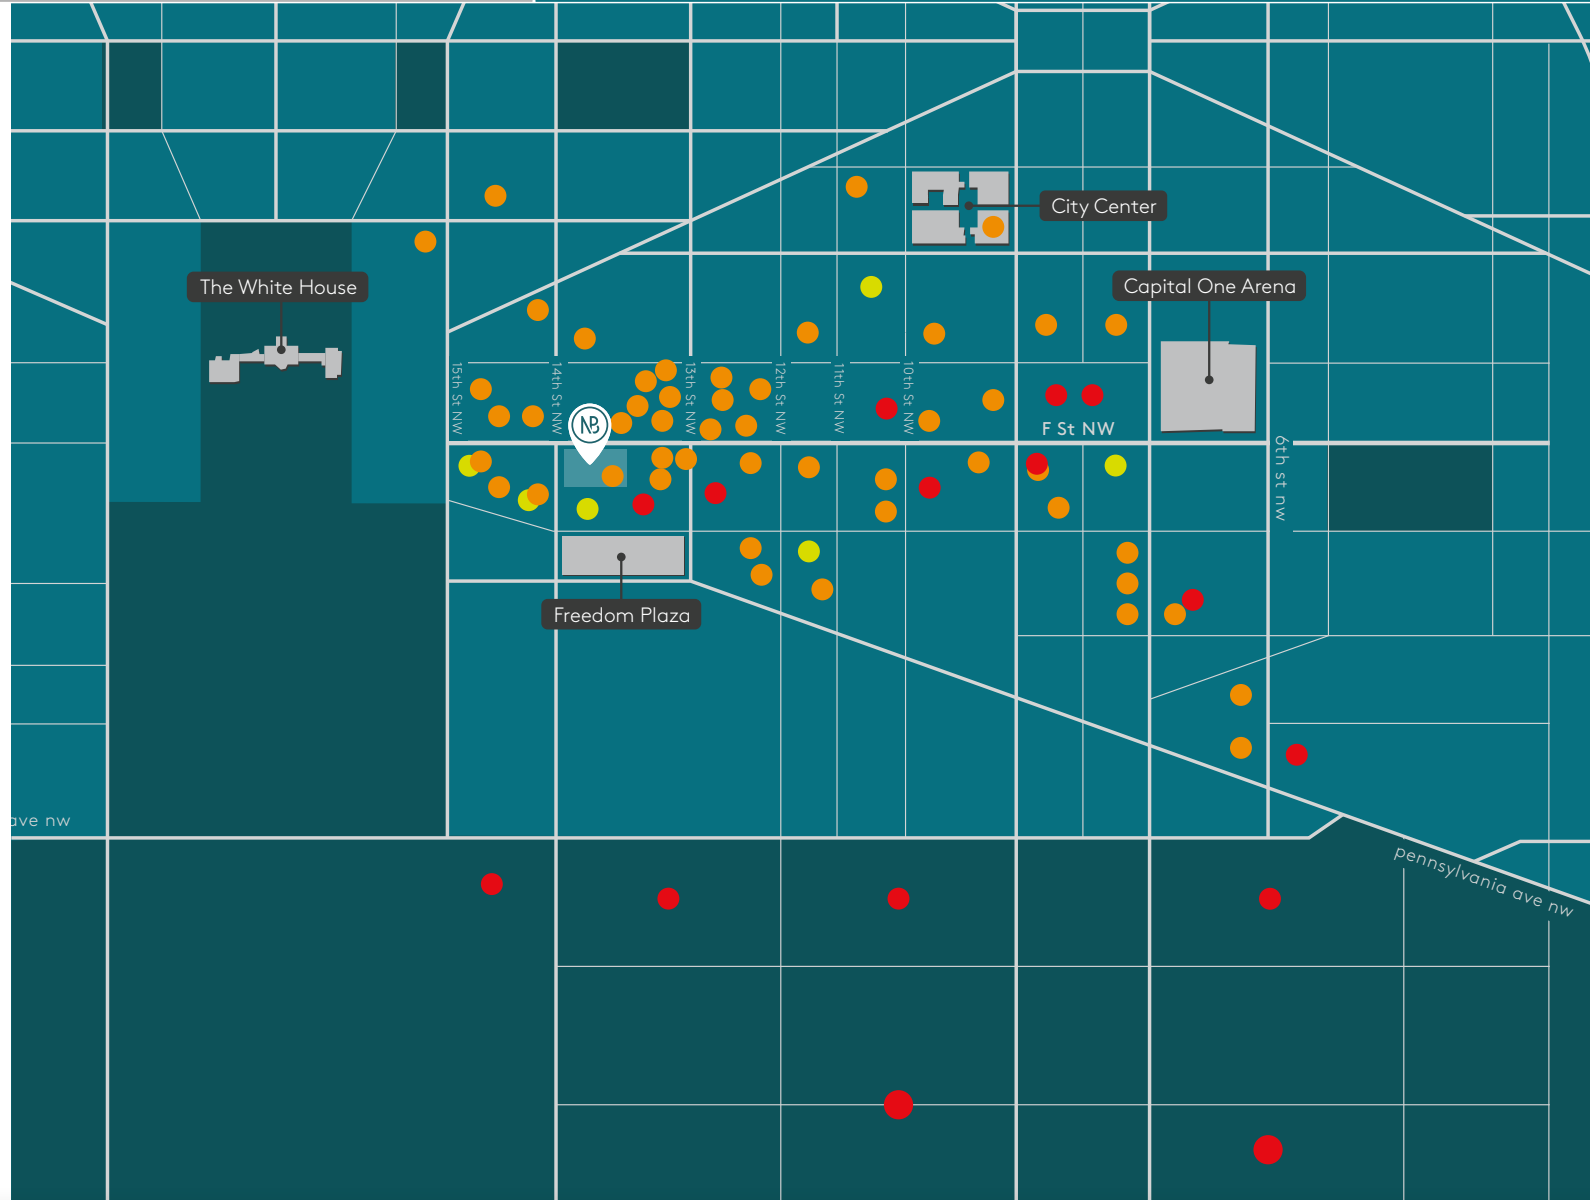 City Center
The White House
Capital One Arena
15th St NW
14th St NW
13th St NW
12th St NW
11th St NW
10th St NW
NB
F St NW
6th st nw
Freedom Plaza
ave nw
pennsylvania ave nw